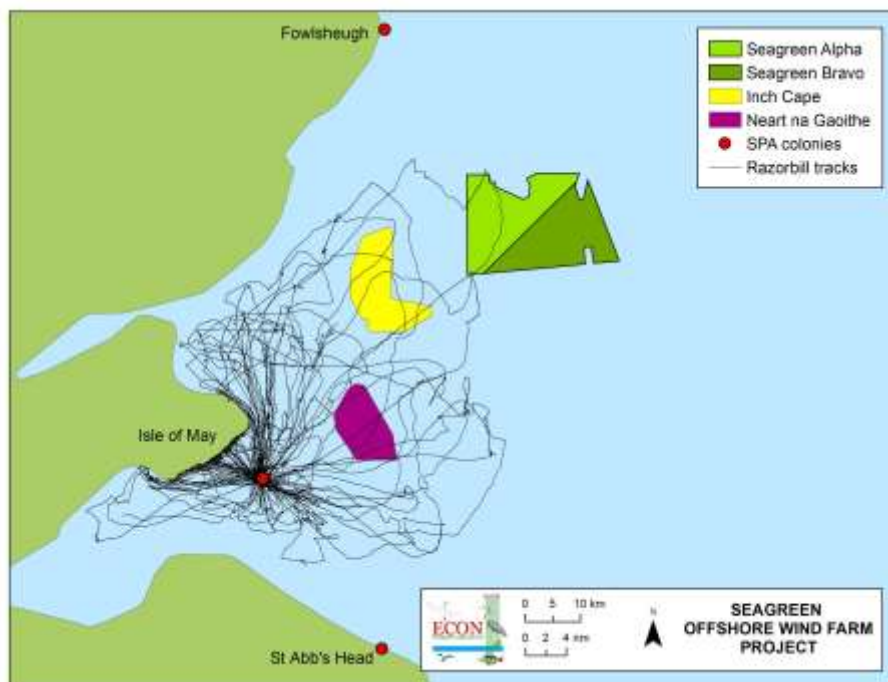 Fowlsheugh
Seagreen Alpha
Seagreen Bravo
Inch Cape
Neart na Gaoithe
SPA colonies
Razorbill tracks
Isle of May
St Abb's Head
ECON
0 5 10 km
0 2 4 nm
N
SEAGREEN
OFFSHORE WIND FARM
PROJECT